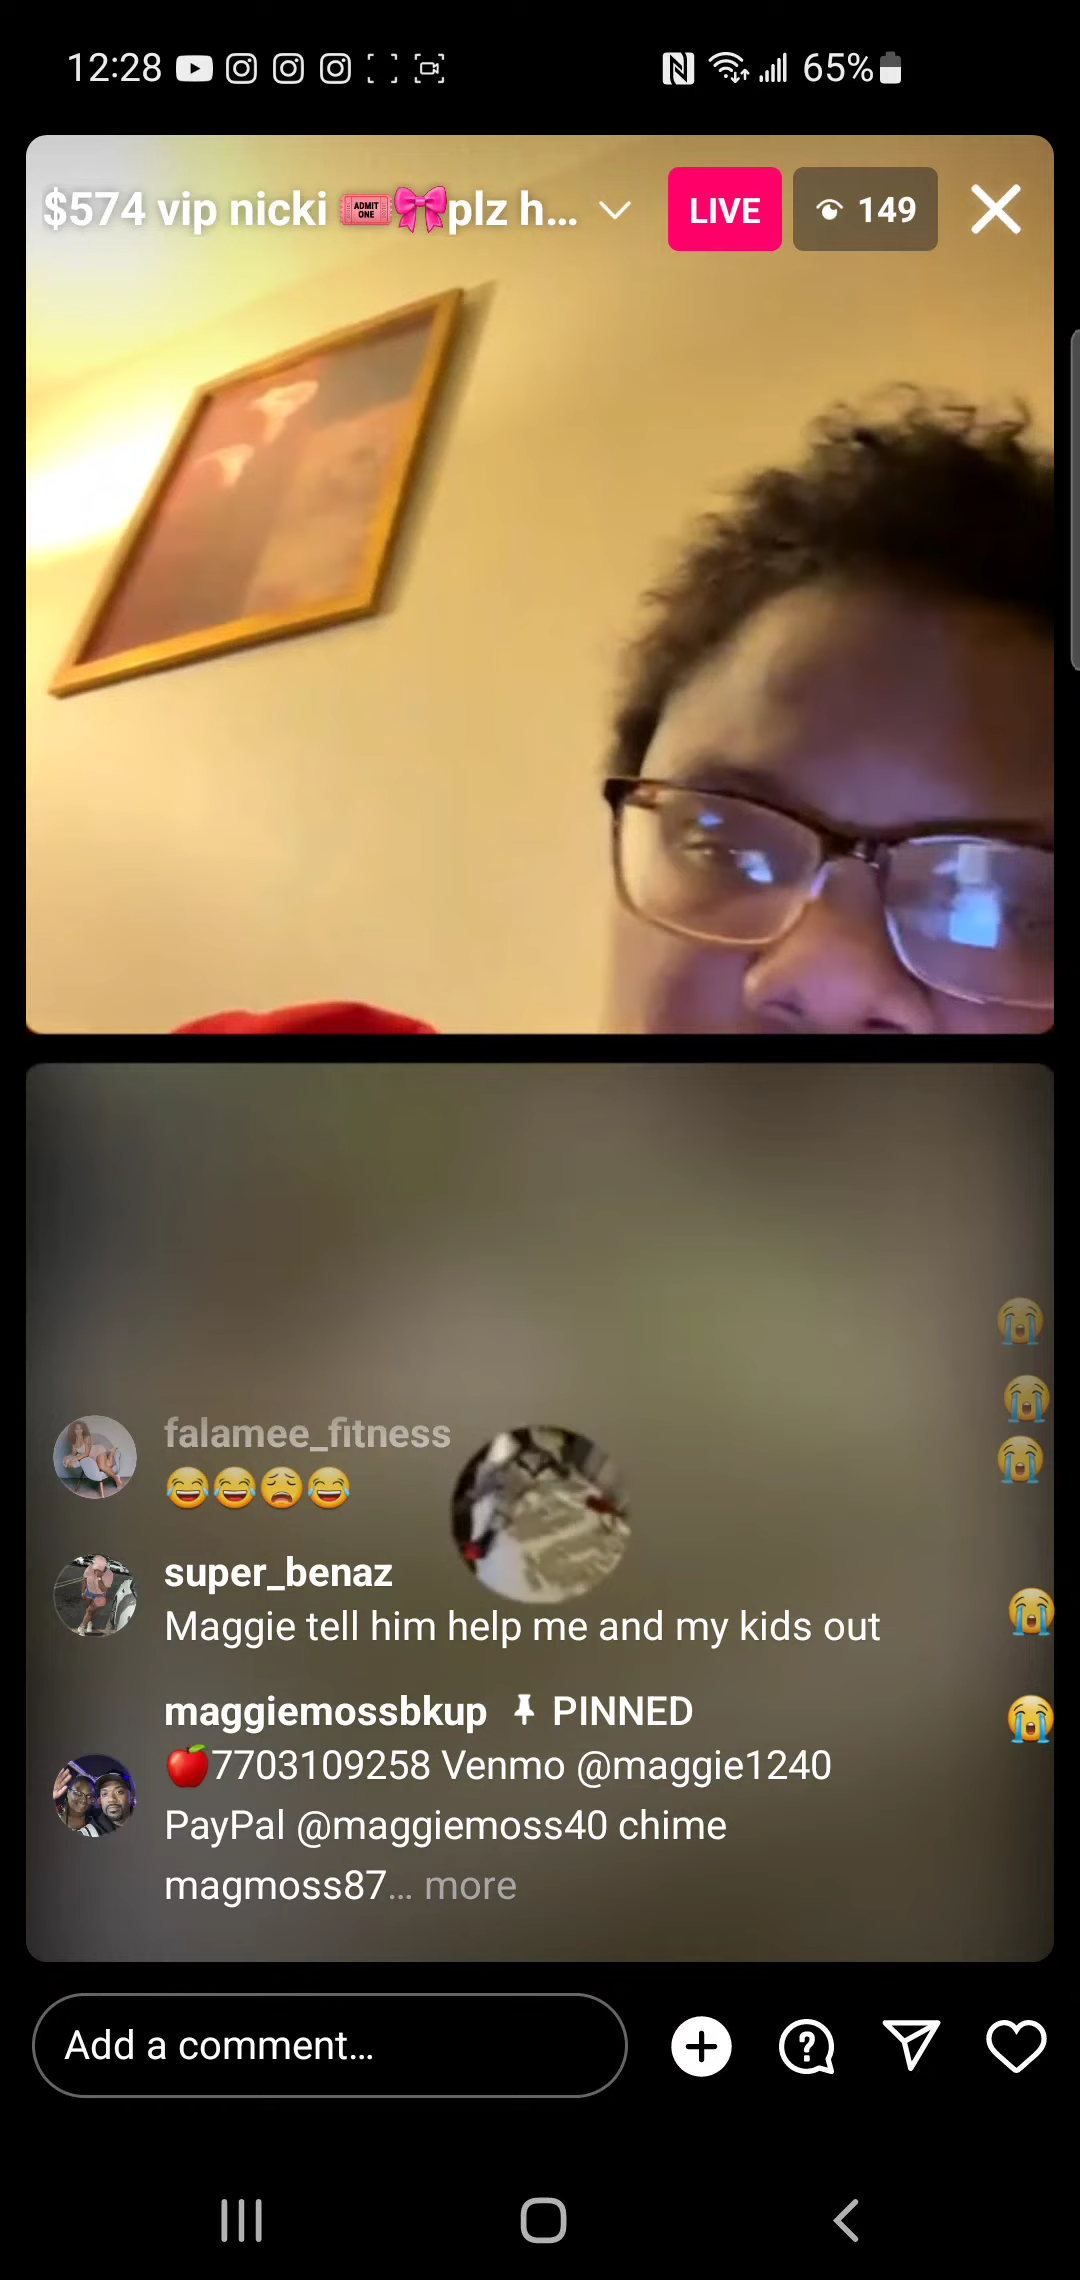 12:28 65%
$574 vip nicki 🎟️🎀plz h... LIVE 149
falamee_fitness
😂😂😩😂
super_benaz
Maggie tell him help me and my kids out
maggiemossbkup 📌 PINNED
🍎7703109258 Venmo @maggie1240
PayPal @maggiemoss40 chime
magmoss87... more
Add a comment...